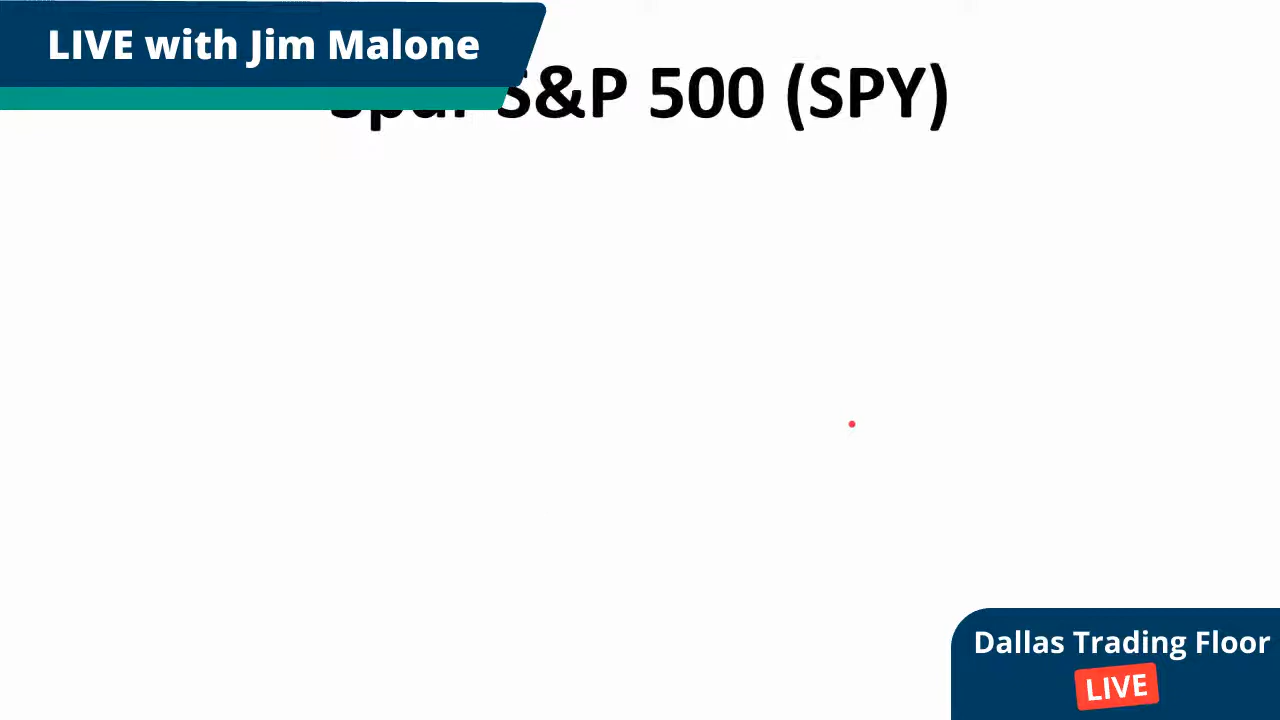 LIVE with Jim Malone
S&P 500 (SPY)
Dallas Trading Floor
LIVE